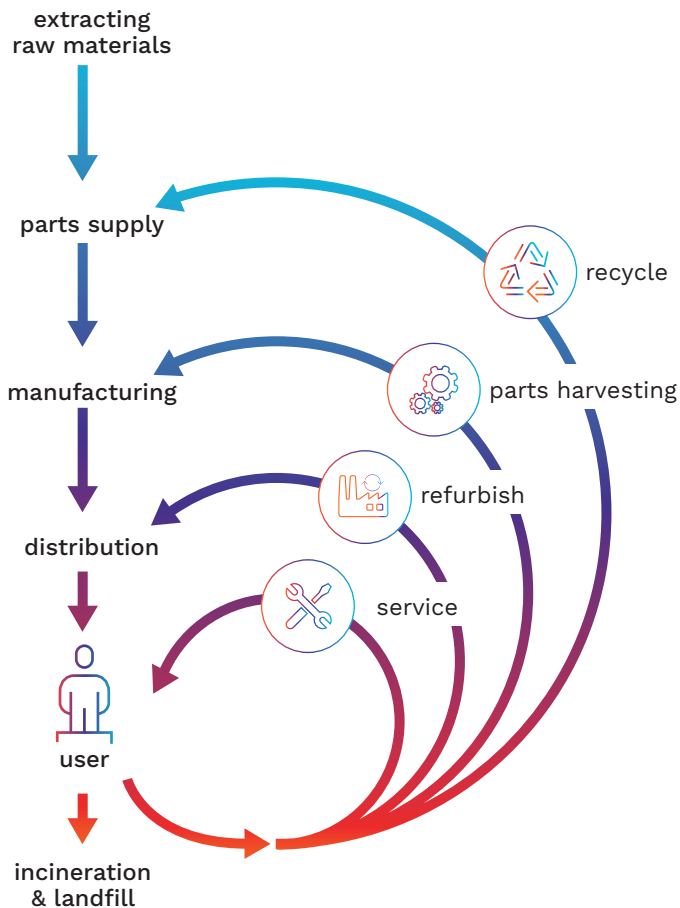 extracting
raw materials
parts supply
recycle
manufacturing
parts harvesting
refurbish
distribution
service
user
incineration
& landfill